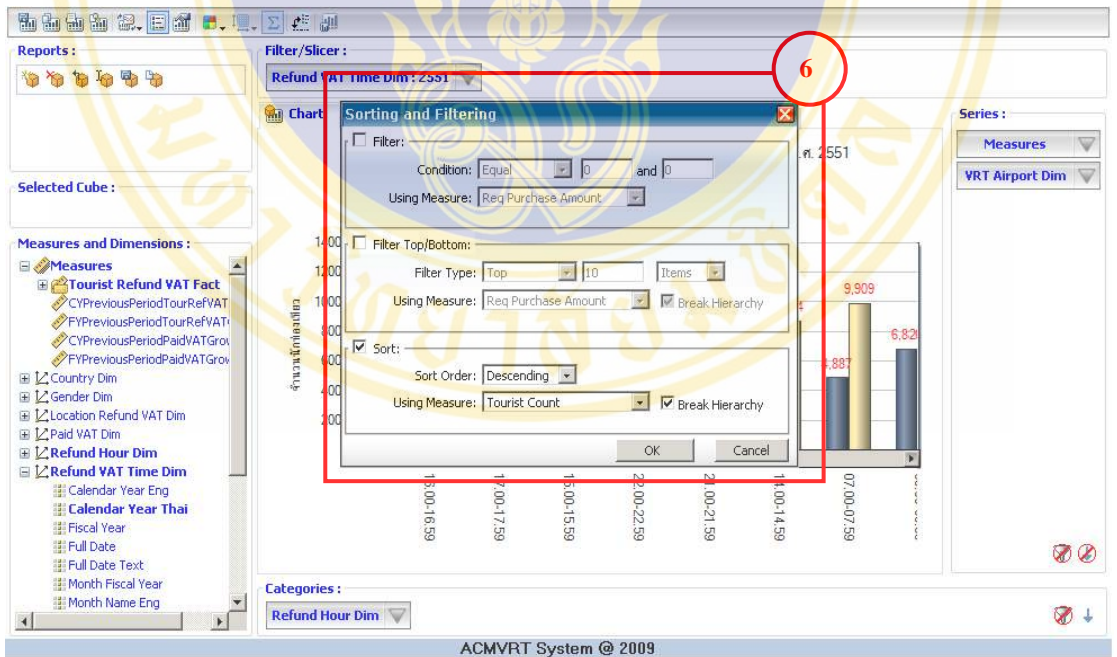 Reports :
Filter/Slicer :
Refund VAT Time Dim : 2551
6
Chart
Series :
Measures
VRT Airport Dim
Selected Cube :
Measures and Dimensions :
Measures
Tourist Refund VAT Fact
CYPreviousPeriodTourRefVAT
FYPreviousPeriodTourRefVAT
CYPreviousPeriodPaidVATGrow
FYPreviousPeriodPaidVATGrow
Country Dim
Gender Dim
Location Refund VAT Dim
Paid VAT Dim
Refund Hour Dim
Refund VAT Time Dim
Calendar Year Eng
Calendar Year Thai
Fiscal Year
Full Date
Full Date Text
Month Fiscal Year
Month Name Eng
Sorting and Filtering
Filter:
Condition: Equal 0 and 0
Using Measure: Req Purchase Amount
Filter Top/Bottom:
Filter Type: Top 10 Items
Using Measure: Req Purchase Amount Break Hierarchy
Sort:
Sort Order: Descending
Using Measure: Tourist Count Break Hierarchy
OK Cancel
.ศ. 2551
1400
1200
1000
800
600
400
200
9,909
6,82
4,887
16.00-16.59
17.00-17.59
15.00-15.59
22.00-22.59
21.00-21.59
14.00-14.59
07.00-07.59
Categories :
Refund Hour Dim
ACMVRT System @ 2009